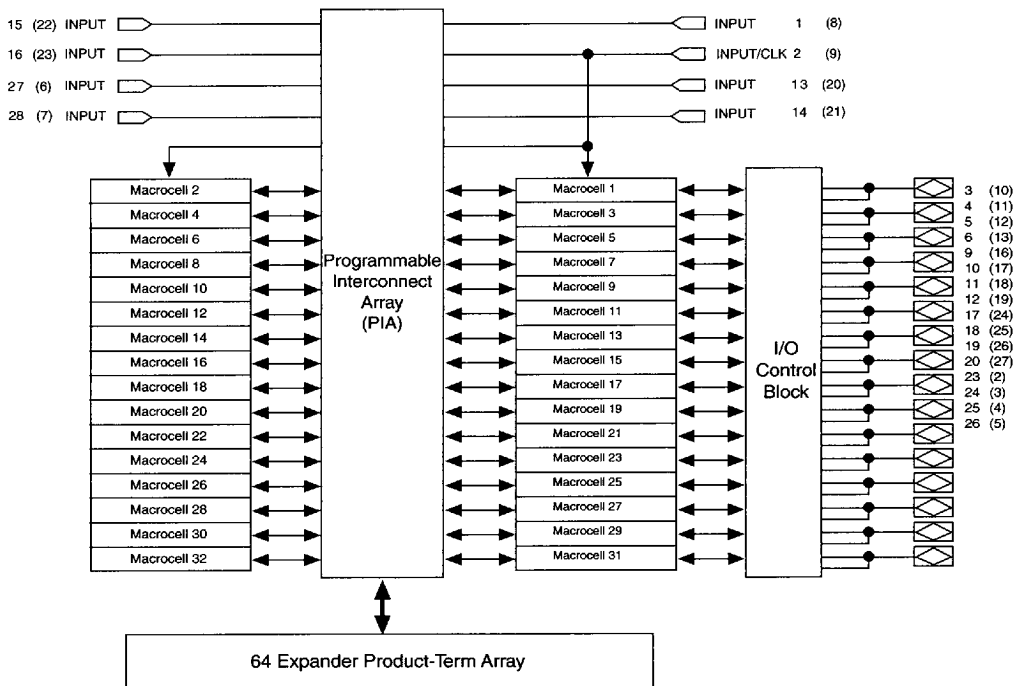 15 (22) INPUT
16 (23) INPUT
27 (6) INPUT
28 (7) INPUT
INPUT 1 (8)
INPUT/CLK 2 (9)
INPUT 13 (20)
INPUT 14 (21)
Macrocell 2
Macrocell 4
Macrocell 6
Macrocell 8
Macrocell 10
Macrocell 12
Macrocell 14
Macrocell 16
Macrocell 18
Macrocell 20
Macrocell 22
Macrocell 24
Macrocell 26
Macrocell 28
Macrocell 30
Macrocell 32
Programmable
Interconnect
Array
(PIA)
Macrocell 1
Macrocell 3
Macrocell 5
Macrocell 7
Macrocell 9
Macrocell 11
Macrocell 13
Macrocell 15
Macrocell 17
Macrocell 19
Macrocell 21
Macrocell 23
Macrocell 25
Macrocell 27
Macrocell 29
Macrocell 31
I/O
Control
Block
3 (10)
4 (11)
5 (12)
6 (13)
9 (16)
10 (17)
11 (18)
12 (19)
17 (24)
18 (25)
19 (26)
20 (27)
23 (2)
24 (3)
25 (4)
26 (5)
64 Expander Product-Term Array